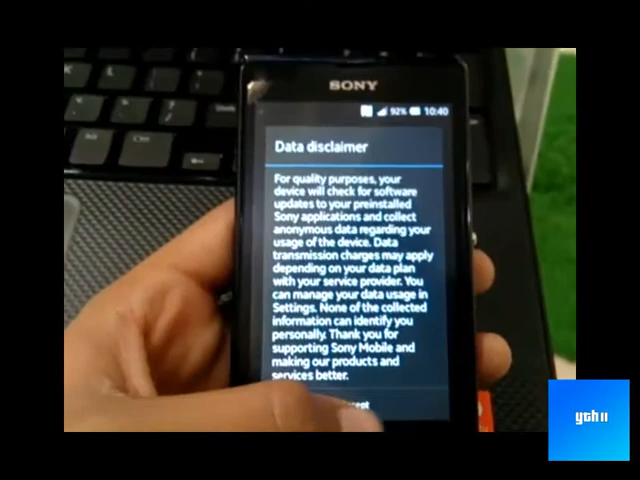 SONY
92% 10:40
Data disclaimer
For quality purposes, your
device will check for software
updates to your preinstalled
Sony applications and collect
anonymous data regarding your
usage of the device. Data
transmission charges may apply
depending on your data plan
with your service provider. You
can manage your data usage in
Settings. None of the collected
information can identify you
personally. Thank you for
supporting Sony Mobile and
making our products and
services better.